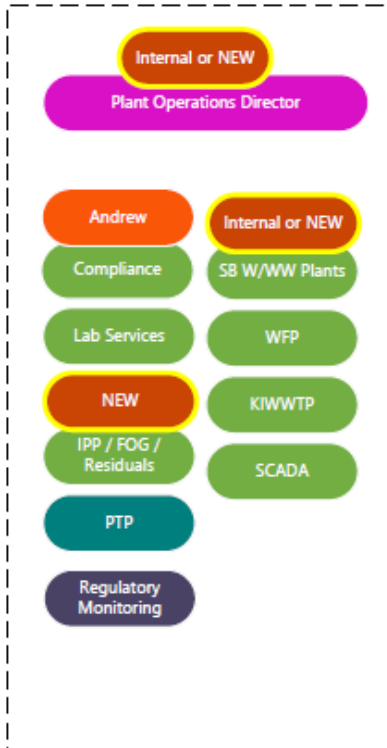 Internal or NEW
Plant Operations Director
Andrew
Compliance
Lab Services
NEW
IPP / FOG /
Residuals
PTP
Regulatory
Monitoring
Internal or NEW
SB W/WW Plants
WFP
KIWWTP
SCADA